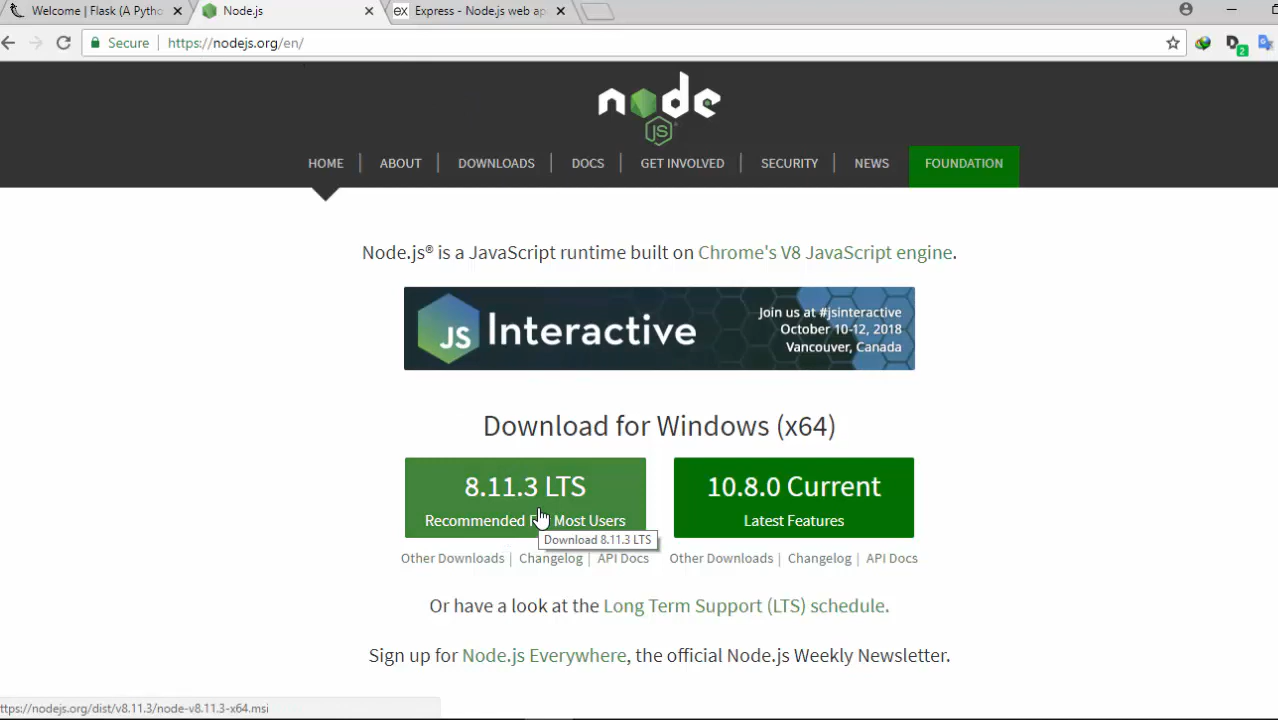 Welcome | Flask (A Pytho
Node.js
EX Express - Node.js web ap
Secure
https://nodejs.org/en/
2
node
JS
HOME
ABOUT
DOWNLOADS
DOCS
GET INVOLVED
SECURITY
NEWS
FOUNDATION
Node.js® is a JavaScript runtime built on Chrome's V8 JavaScript engine.
JS Interactive
Join us at #jsinteractive
October 10-12, 2018
Vancouver, Canada
Download for Windows (x64)
8.11.3 LTS
Recommended Most Users
Download 8.11.3 LTS
Other Downloads | Changelog | API Docs
10.8.0 Current
Latest Features
Other Downloads | Changelog | API Docs
Or have a look at the Long Term Support (LTS) schedule.
Sign up for Node.js Everywhere, the official Node.js Weekly Newsletter.
ttps://nodejs.org/dist/v8.11.3/node-v8.11.3-x64.msi